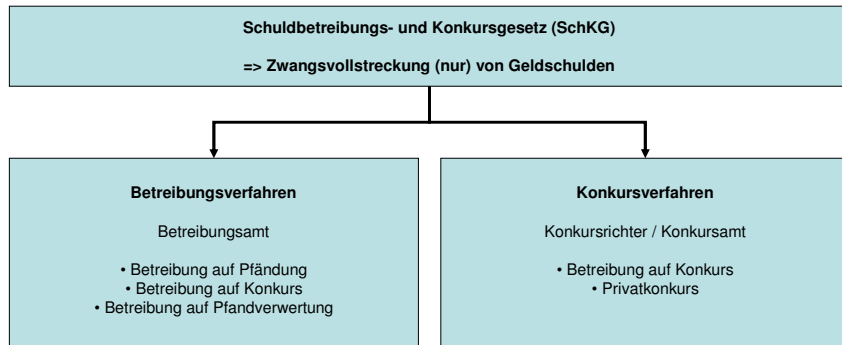 Schuldbetreibungs- und Konkursgesetz (SchKG)
=> Zwangsvollstreckung (nur) von Geldschulden
Betreibungsverfahren
Betreibungsamt
• Betreibung auf Pfändung
• Betreibung auf Konkurs
• Betreibung auf Pfandverwertung
Konkursverfahren
Konkursrichter / Konkursamt
• Betreibung auf Konkurs
• Privatkonkurs